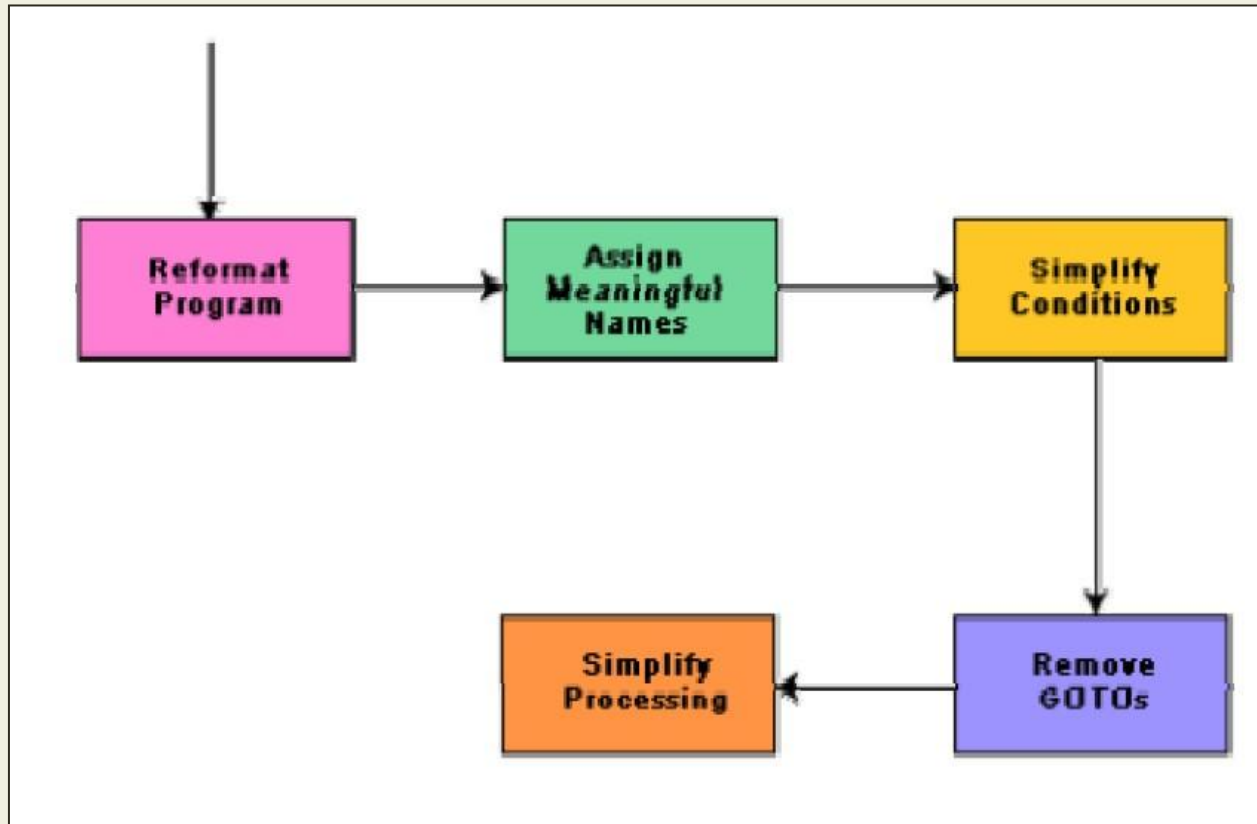 Reformat
Program
Assign
Meaningful
Names
Simplify
Conditions
Remove
GOTOs
Simplify
Processing